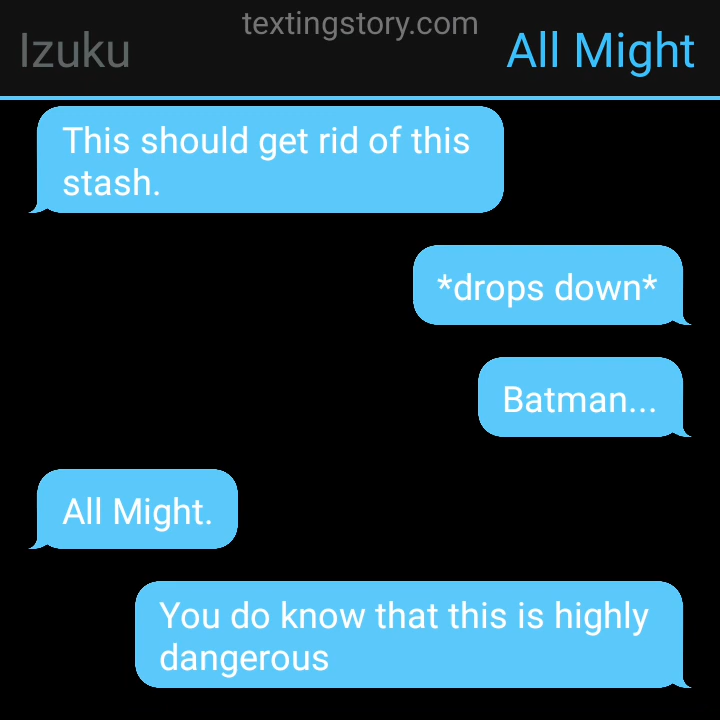 textingstory.com
Izuku
All Might
This should get rid of this
stash.
*drops down*
Batman...
All Might.
You do know that this is highly
dangerous